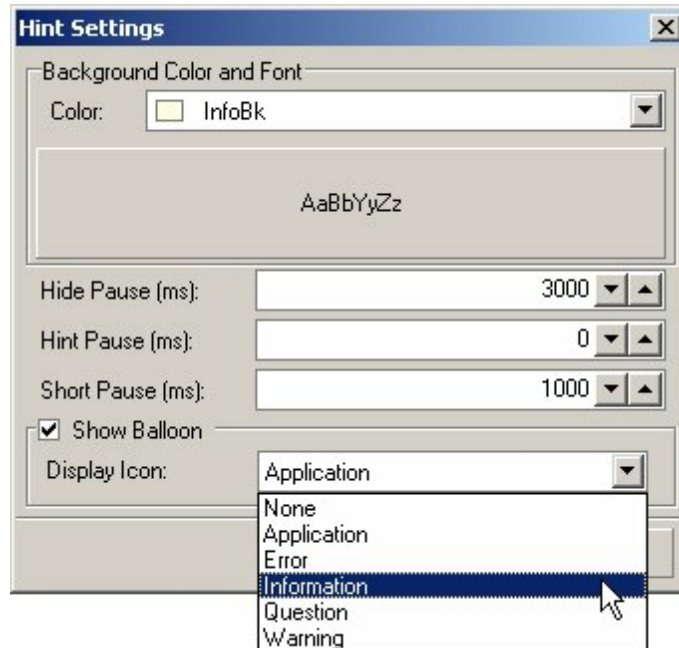 Hint Settings
Background Color and Font
Color: InfoBk
AaBbYyZz
Hide Pause (ms): 3000
Hint Pause (ms): 0
Short Pause (ms): 1000
Show Balloon
Display Icon: Application
None
Application
Error
Information
Question
Warning